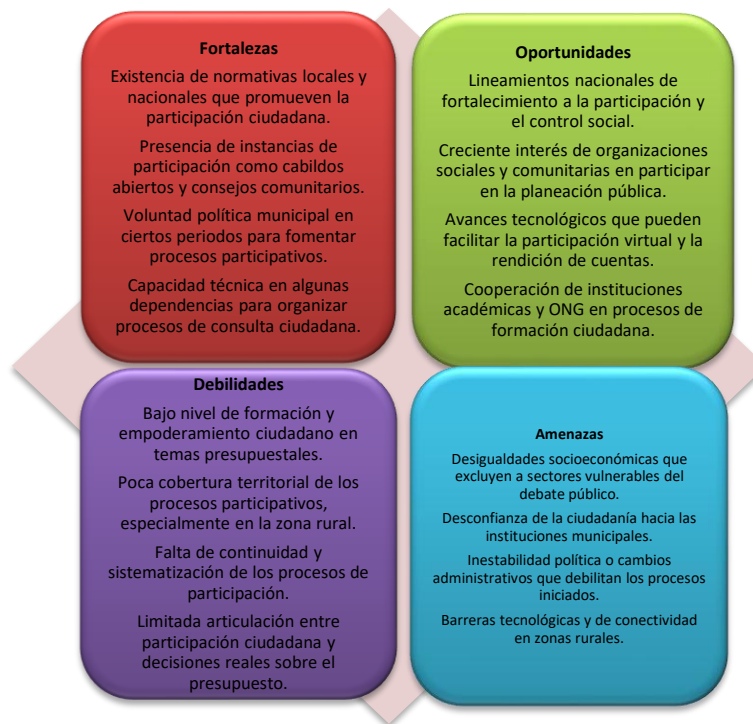 Fortalezas
Existencia de normativas locales y
nacionales que promueven la
participación ciudadana.
Presencia de instancias de
participación como cabildos
abiertos y consejos comunitarios.
Voluntad política municipal en
ciertos periodos para fomentar
procesos participativos.
Capacidad técnica en algunas
dependencias para organizar
procesos de consulta ciudadana.
Oportunidades
Lineamientos nacionales de
fortalecimiento a la participación y
el control social.
Creciente interés de organizaciones
sociales y comunitarias en participar
en la planeación pública.
Avances tecnológicos que pueden
facilitar la participación virtual y la
rendición de cuentas.
Cooperación de instituciones
académicas y ONG en procesos de
formación ciudadana.
Debilidades
Bajo nivel de formación y
empoderamiento ciudadano en
temas presupuestales.
Poca cobertura territorial de los
procesos participativos,
especialmente en la zona rural.
Falta de continuidad y
sistematización de los procesos de
participación.
Limitada articulación entre
participación ciudadana y
decisiones reales sobre el
presupuesto.
Amenazas
Desigualdades socioeconómicas que
excluyen a sectores vulnerables del
debate público.
Desconfianza de la ciudadanía hacia las
instituciones municipales.
Inestabilidad política o cambios
administrativos que debilitan los procesos
iniciados.
Barreras tecnológicas y de conectividad
en zonas rurales.